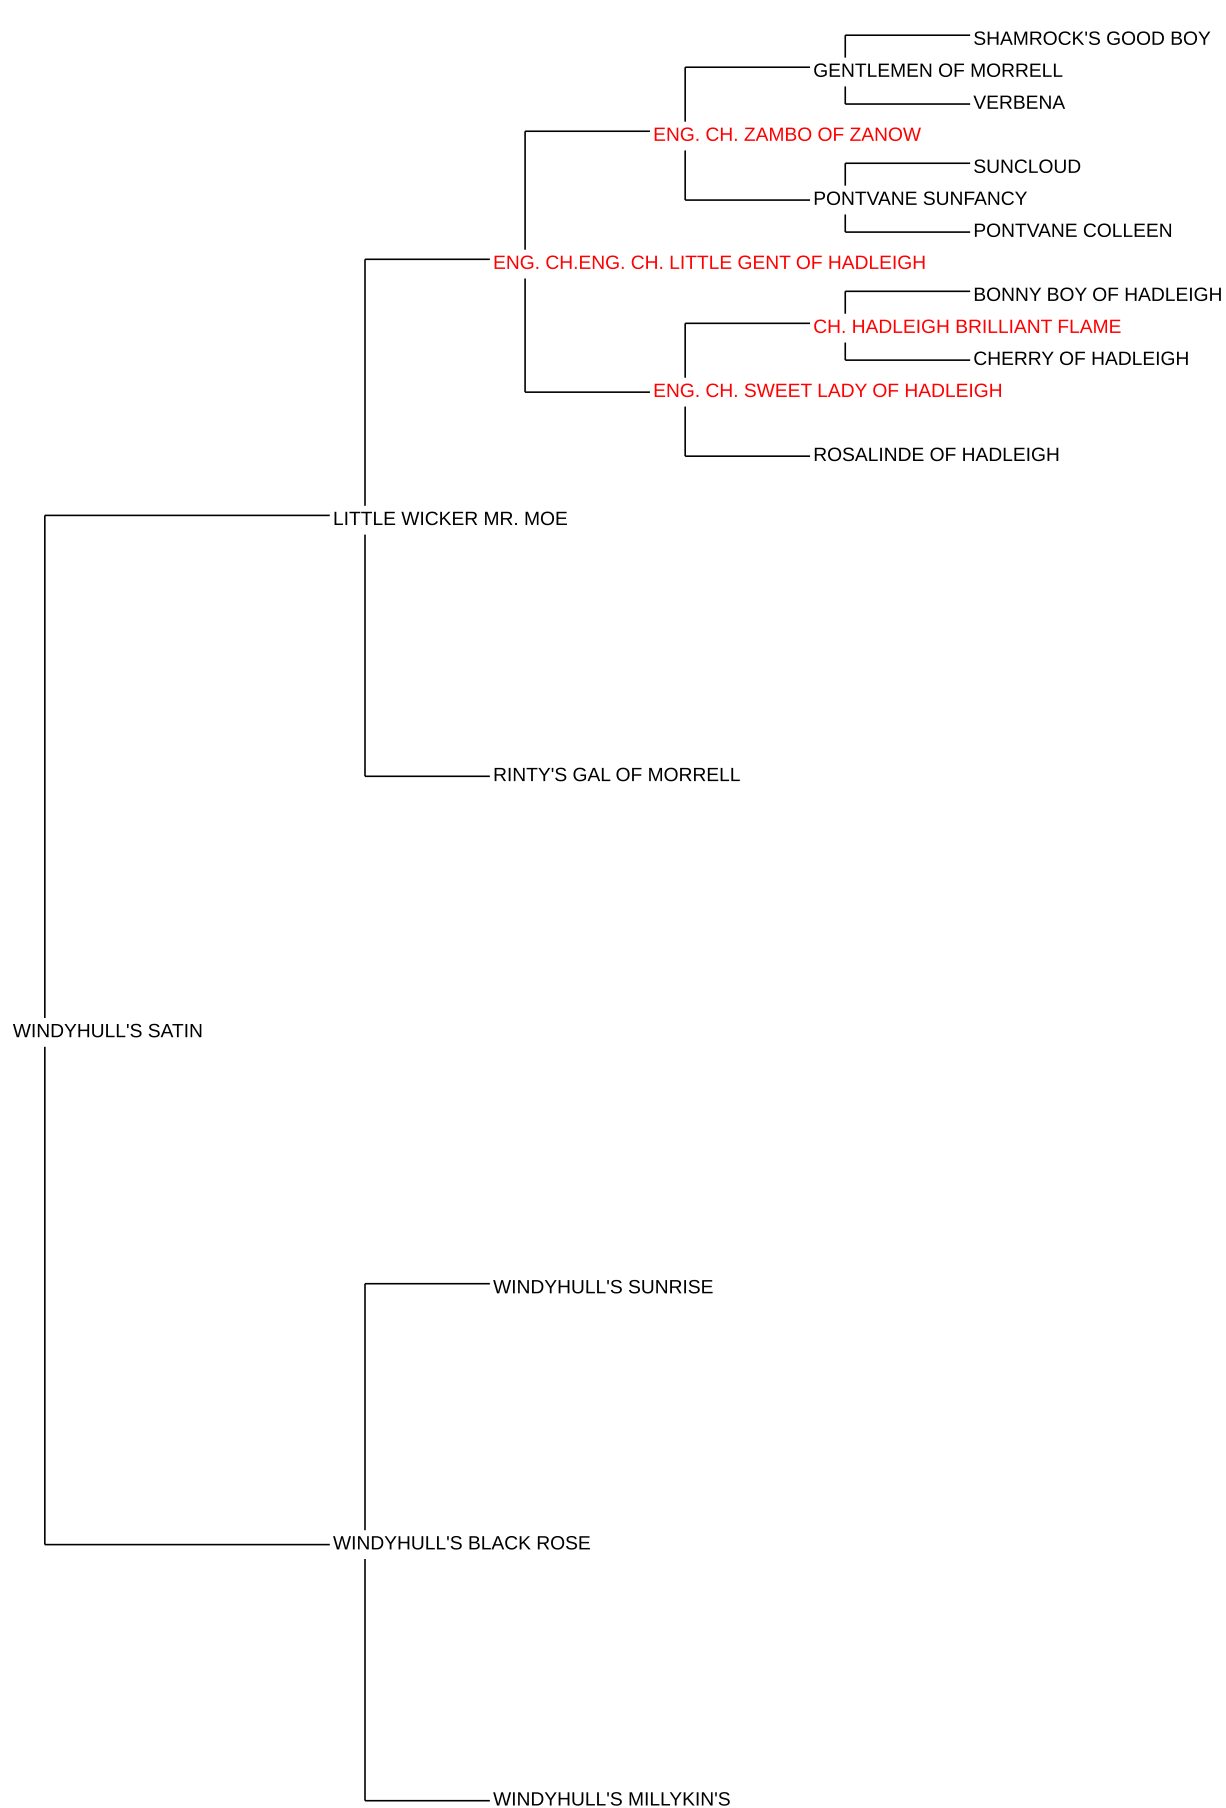 SHAMROCK'S GOOD BOY
GENTLEMEN OF MORRELL
VERBENA
ENG. CH. ZAMBO OF ZANOW
SUNCLOUD
PONTVANE SUNFANCY
PONTVANE COLLEEN
ENG. CH.ENG. CH. LITTLE GENT OF HADLEIGH
BONNY BOY OF HADLEIGH
CH. HADLEIGH BRILLIANT FLAME
CHERRY OF HADLEIGH
ENG. CH. SWEET LADY OF HADLEIGH
ROSALINDE OF HADLEIGH
LITTLE WICKER MR. MOE
RINTY'S GAL OF MORRELL
WINDYHULL'S SATIN
WINDYHULL'S SUNRISE
WINDYHULL'S BLACK ROSE
WINDYHULL'S MILLYKIN'S